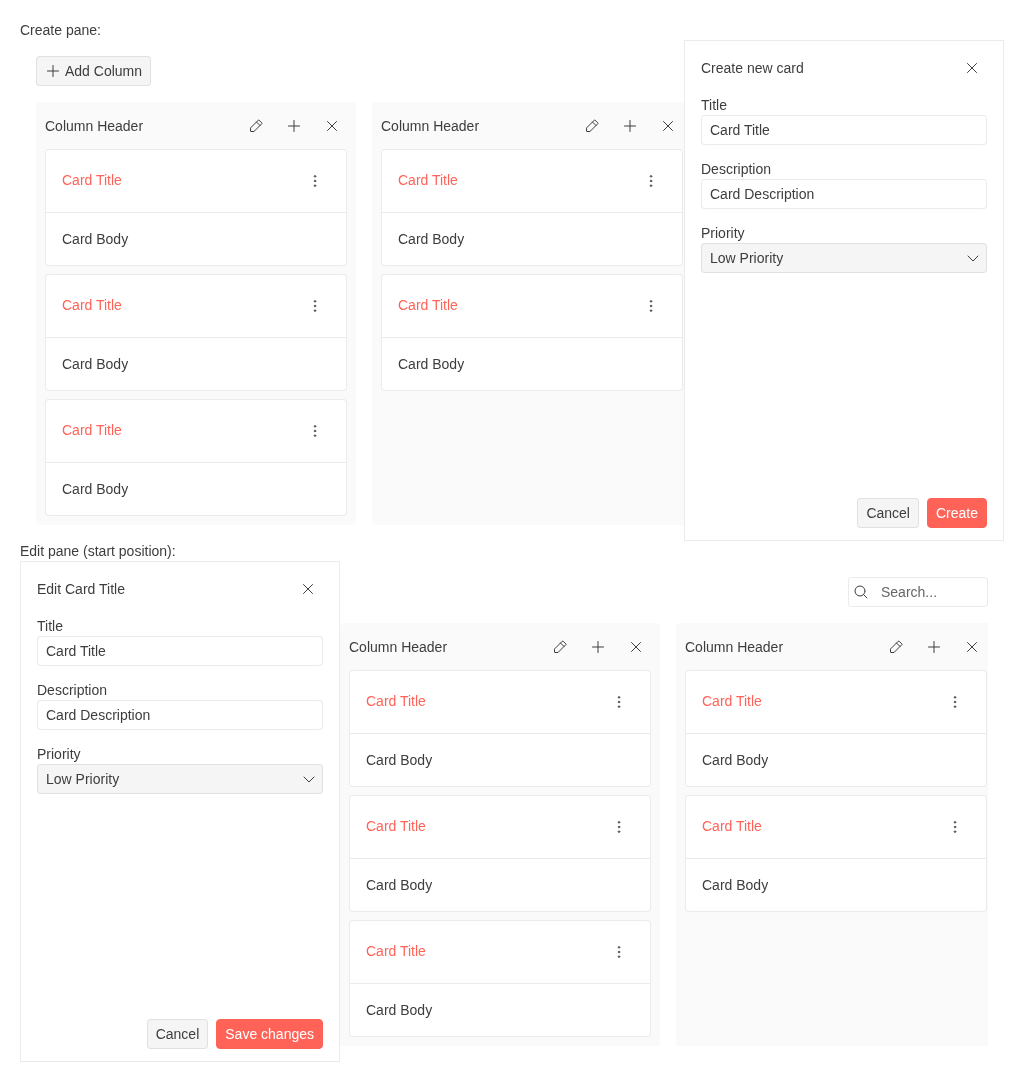 Create pane:
Add Column
Column Header
Card Title
Card Body
Card Title
Card Body
Card Title
Card Body
Column Header
Card Title
Card Body
Card Title
Card Body
Create new card
Title
Card Title
Description
Card Description
Priority
Low Priority
Cancel
Create
Edit pane (start position):
Edit Card Title
Title
Card Title
Description
Card Description
Priority
Low Priority
Cancel
Save changes
Search...
Column Header
Card Title
Card Body
Card Title
Card Body
Card Title
Card Body
Column Header
Card Title
Card Body
Card Title
Card Body